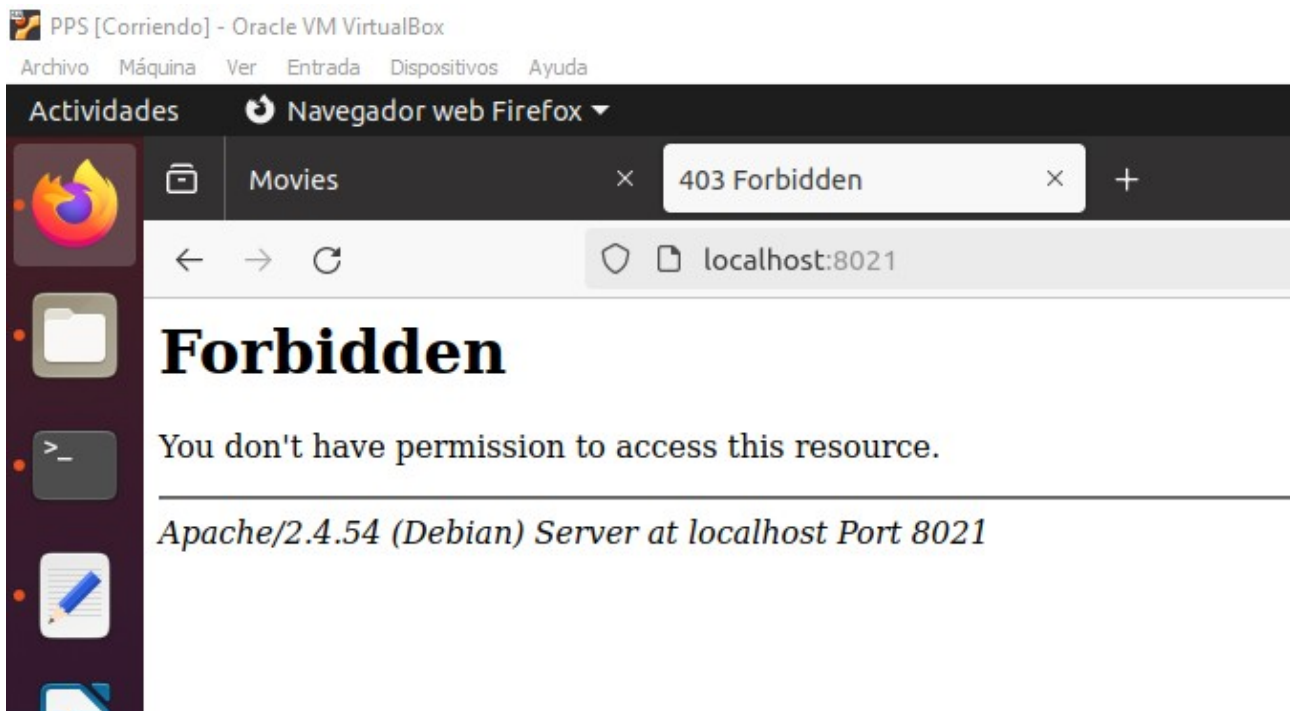 PPS [Corriendo] - Oracle VM VirtualBox
Archivo Máquina Ver Entrada Dispositivos Ayuda
Actividades Navegador web Firefox
Movies 403 Forbidden
localhost:8021
Forbidden
You don't have permission to access this resource.
Apache/2.4.54 (Debian) Server at localhost Port 8021